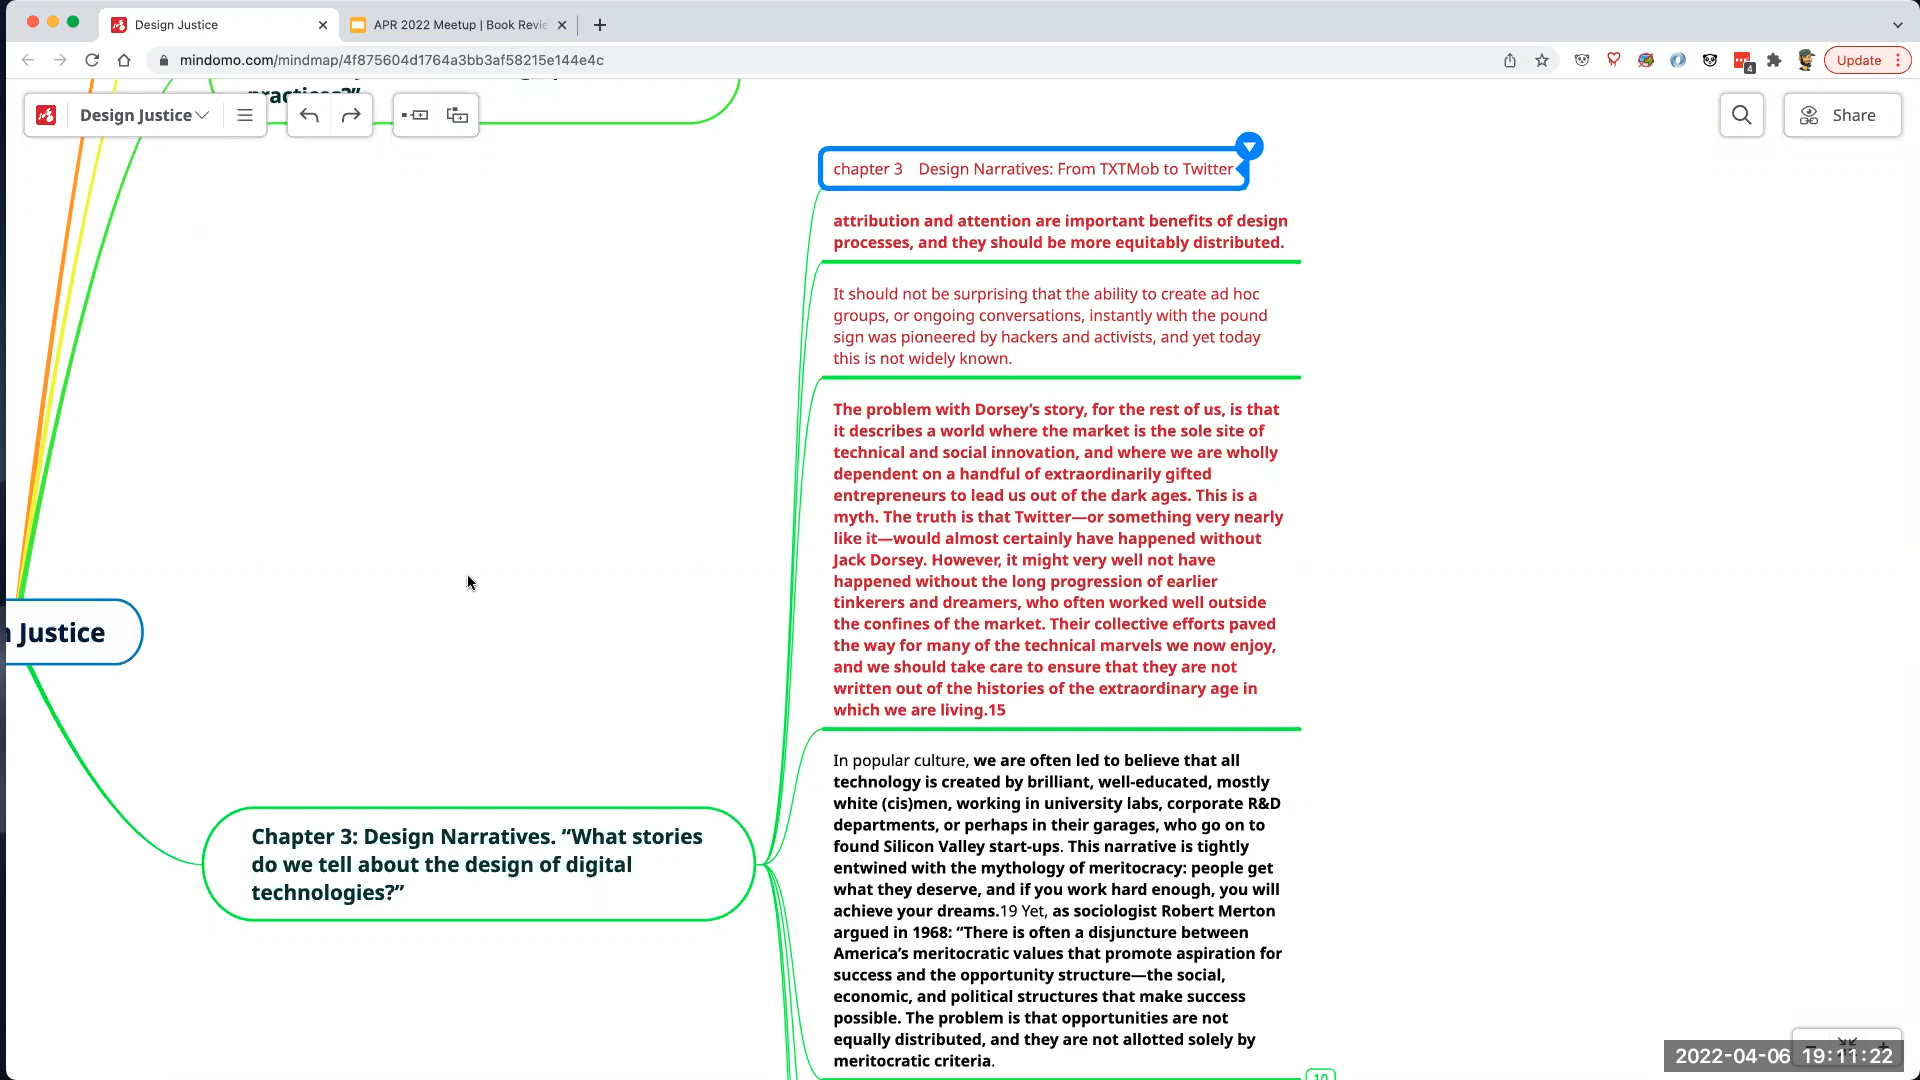 Design Justice
APR 2022 Meetup | Book Revie
mindomo.com/mindmap/4f875604d1764a3bb3af58215e144e4c
4
Update
practices?”
Design Justice
Share
chapter 3 Design Narratives: From TXTMob to Twitter
attribution and attention are important benefits of design
processes, and they should be more equitably distributed.
It should not be surprising that the ability to create ad hoc
groups, or ongoing conversations, instantly with the pound
sign was pioneered by hackers and activists, and yet today
this is not widely known.
The problem with Dorsey’s story, for the rest of us, is that
it describes a world where the market is the sole site of
technical and social innovation, and where we are wholly
dependent on a handful of extraordinarily gifted
entrepreneurs to lead us out of the dark ages. This is a
myth. The truth is that Twitter—or something very nearly
like it—would almost certainly have happened without
Jack Dorsey. However, it might very well not have
happened without the long progression of earlier
tinkerers and dreamers, who often worked well outside
the confines of the market. Their collective efforts paved
the way for many of the technical marvels we now enjoy,
and we should take care to ensure that they are not
written out of the histories of the extraordinary age in
which we are living.15
n Justice
Chapter 3: Design Narratives. “What stories
do we tell about the design of digital
technologies?”
In popular culture, we are often led to believe that all
technology is created by brilliant, well-educated, mostly
white (cis)men, working in university labs, corporate R&D
departments, or perhaps in their garages, who go on to
found Silicon Valley start-ups. This narrative is tightly
entwined with the mythology of meritocracy: people get
what they deserve, and if you work hard enough, you will
achieve your dreams.19 Yet, as sociologist Robert Merton
argued in 1968: “There is often a disjuncture between
America’s meritocratic values that promote aspiration for
success and the opportunity structure—the social,
economic, and political structures that make success
possible. The problem is that opportunities are not
equally distributed, and they are not allotted solely by
meritocratic criteria.
10
2022-04-06 19:11:22